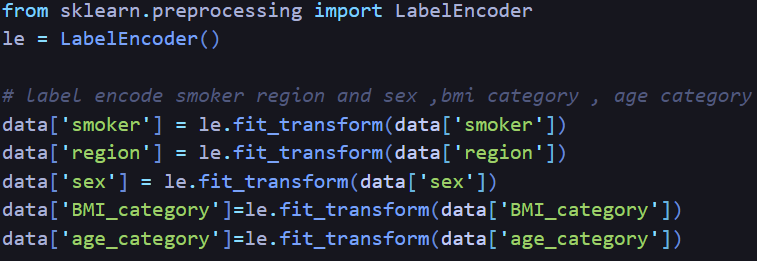 from sklearn.preprocessing import LabelEncoder
le = LabelEncoder()
# label encode smoker region and sex ,bmi category , age category
data['smoker'] = le.fit_transform(data['smoker'])
data['region'] = le.fit_transform(data['region'])
data['sex'] = le.fit_transform(data['sex'])
data['BMI_category']=le.fit_transform(data['BMI_category'])
data['age_category']=le.fit_transform(data['age_category'])